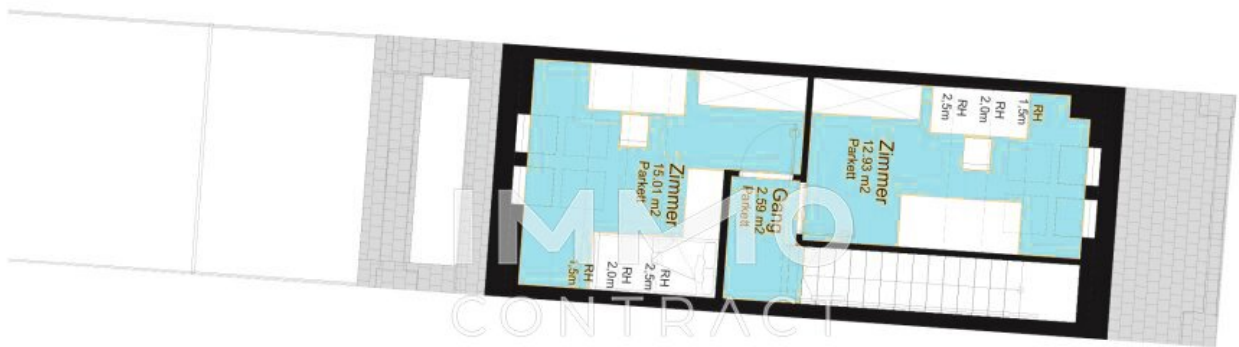 Zimmer
15.01 m2
Parkett
RH
2,5m
RH
2,0m
RH
1,5m
Gang
2.59 m2
Parkett
Zimmer
12.93 m2
Parkett
RH
2,5m
RH
2,0m
RH
1,5m
IMMO
CONTRACT